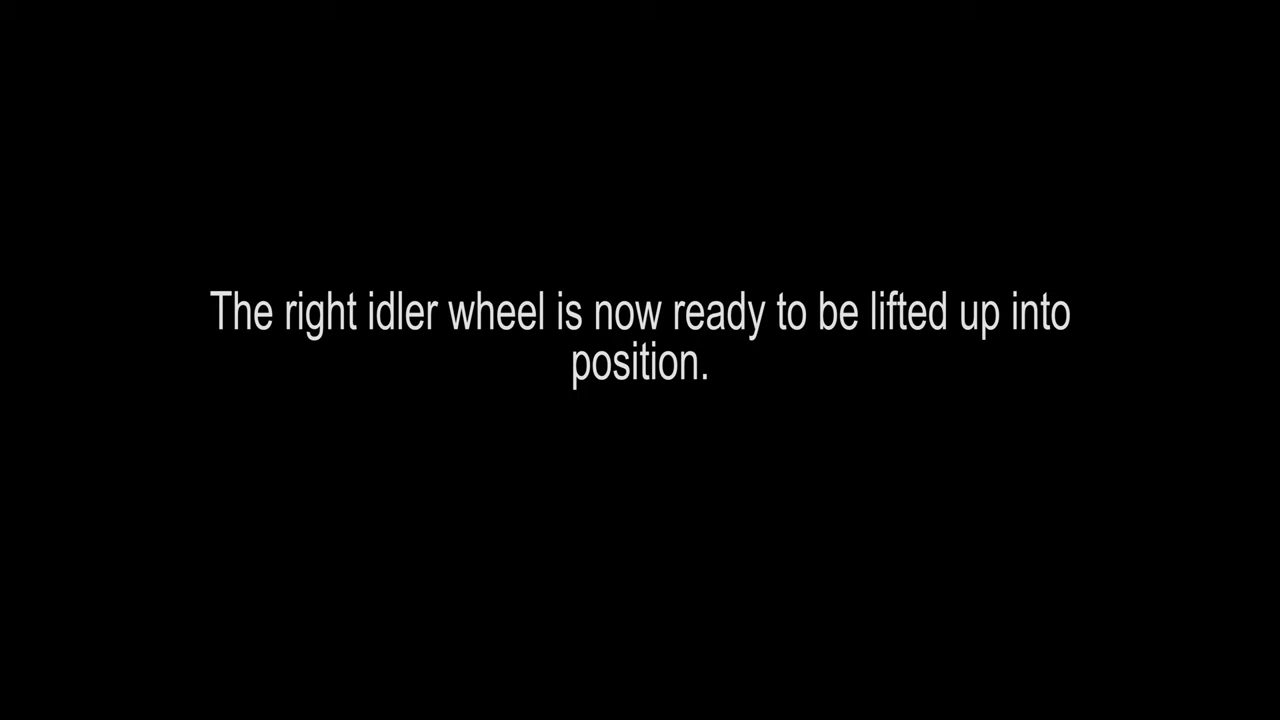 The right idler wheel is now ready to be lifted up into
position.